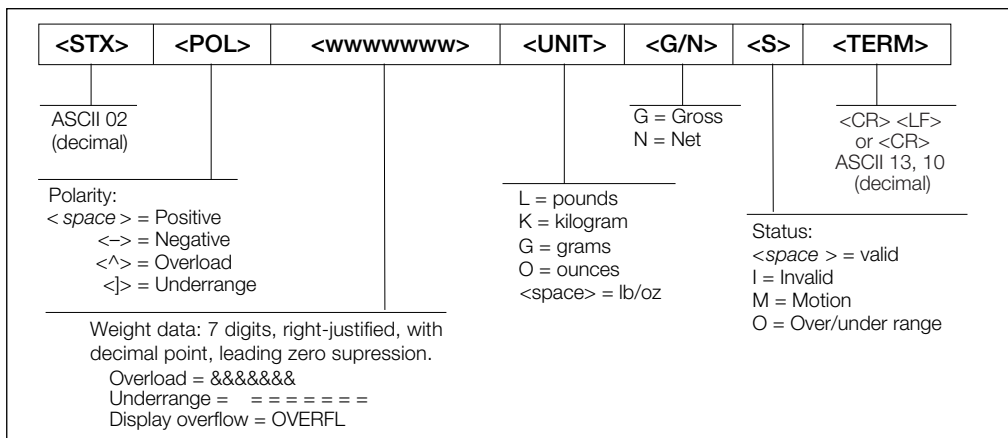 <STX> <POL> <wwwwwww> <UNIT> <G/N> <S> <TERM>
ASCII 02
(decimal)
G = Gross
N = Net
<CR> <LF>
or <CR>
ASCII 13, 10
(decimal)
Polarity:
< space > = Positive
<–> = Negative
<^> = Overload
<]> = Underrange
L = pounds
K = kilogram
G = grams
O = ounces
<space> = lb/oz
Status:
<space > = valid
I = Invalid
M = Motion
O = Over/under range
Weight data: 7 digits, right-justified, with
decimal point, leading zero supression.
Overload = &&&&&&&
Underrange = = = = = = = =
Display overflow = OVERFL